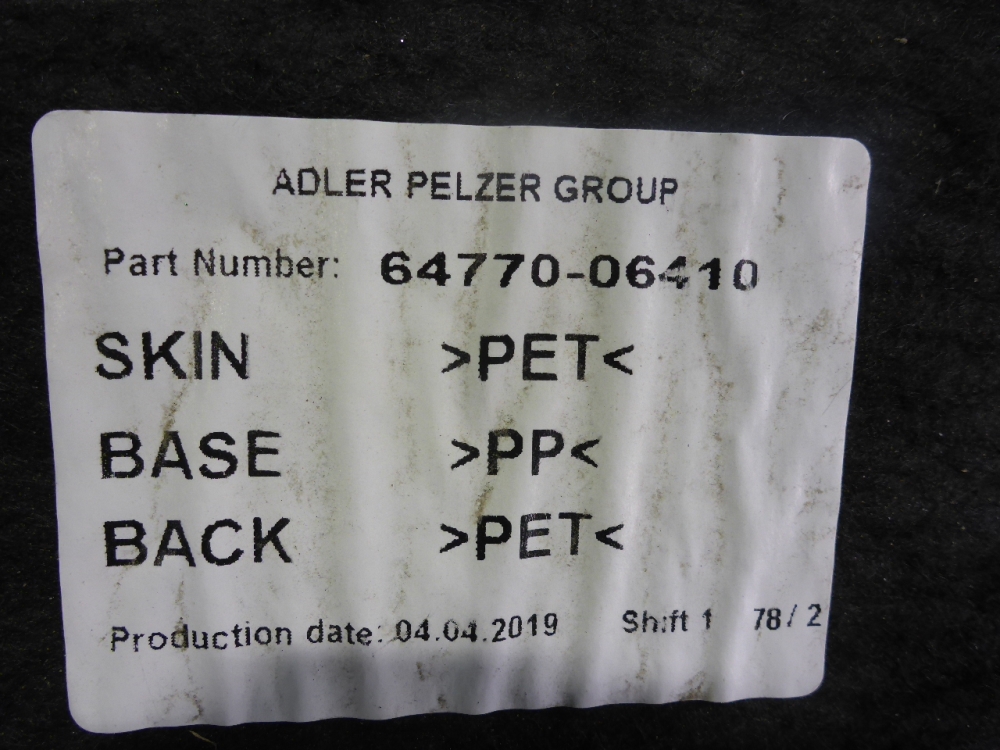 ADLER PELZER GROUP
Part Number: 64770-06410
SKIN >PET<
BASE >PP<
BACK >PET<
Production date: 04.04.2019 Shift 1 78/ 2